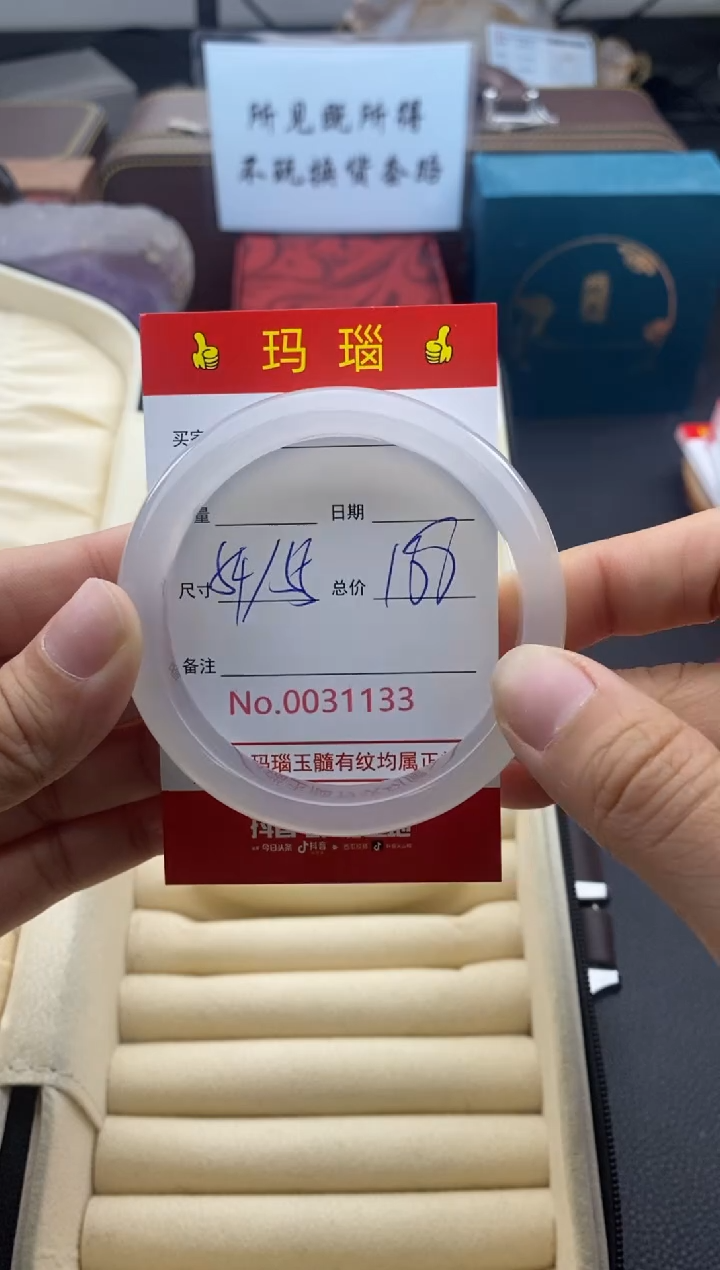 所见既所得
不玩换货套路
玛瑙
买家
量 日期
尺寸 54/ 总价 188
备注
No.0031133
玛瑙玉髓有纹均属正
抖音
今日头条 抖音